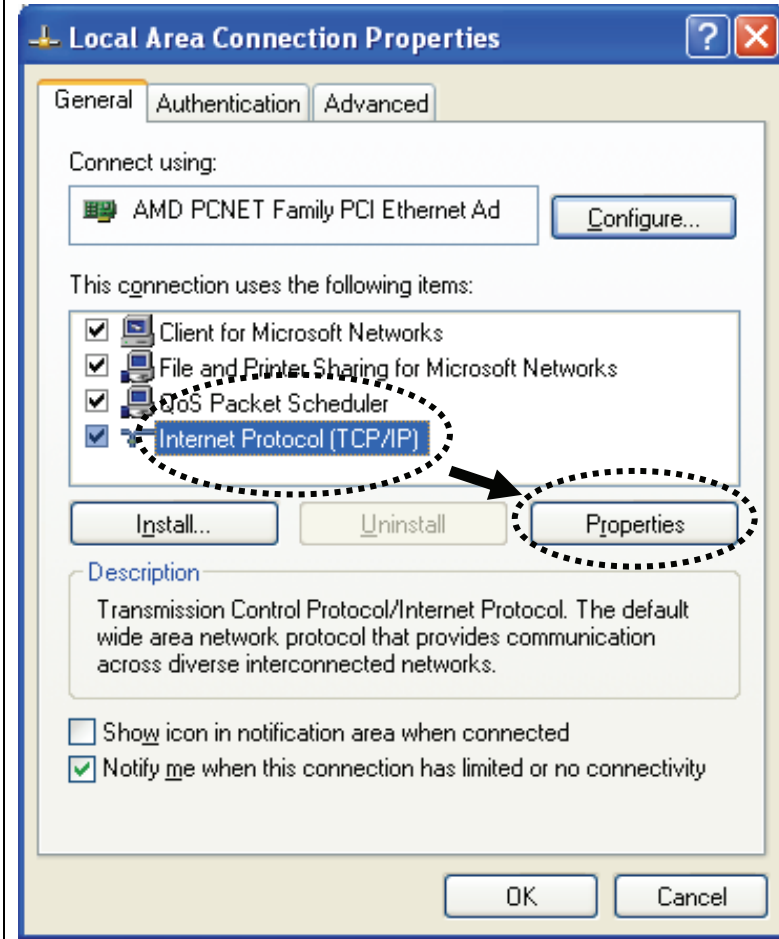 Local Area Connection Properties
General Authentication Advanced
Connect using:
AMD PCNET Family PCI Ethernet Ad
Configure...
This connection uses the following items:
Client for Microsoft Networks
File and Printer Sharing for Microsoft Networks
QoS Packet Scheduler
Internet Protocol (TCP/IP)
Install... Uninstall Properties
Description
Transmission Control Protocol/Internet Protocol. The default
wide area network protocol that provides communication
across diverse interconnected networks.
Show icon in notification area when connected
Notify me when this connection has limited or no connectivity
OK Cancel